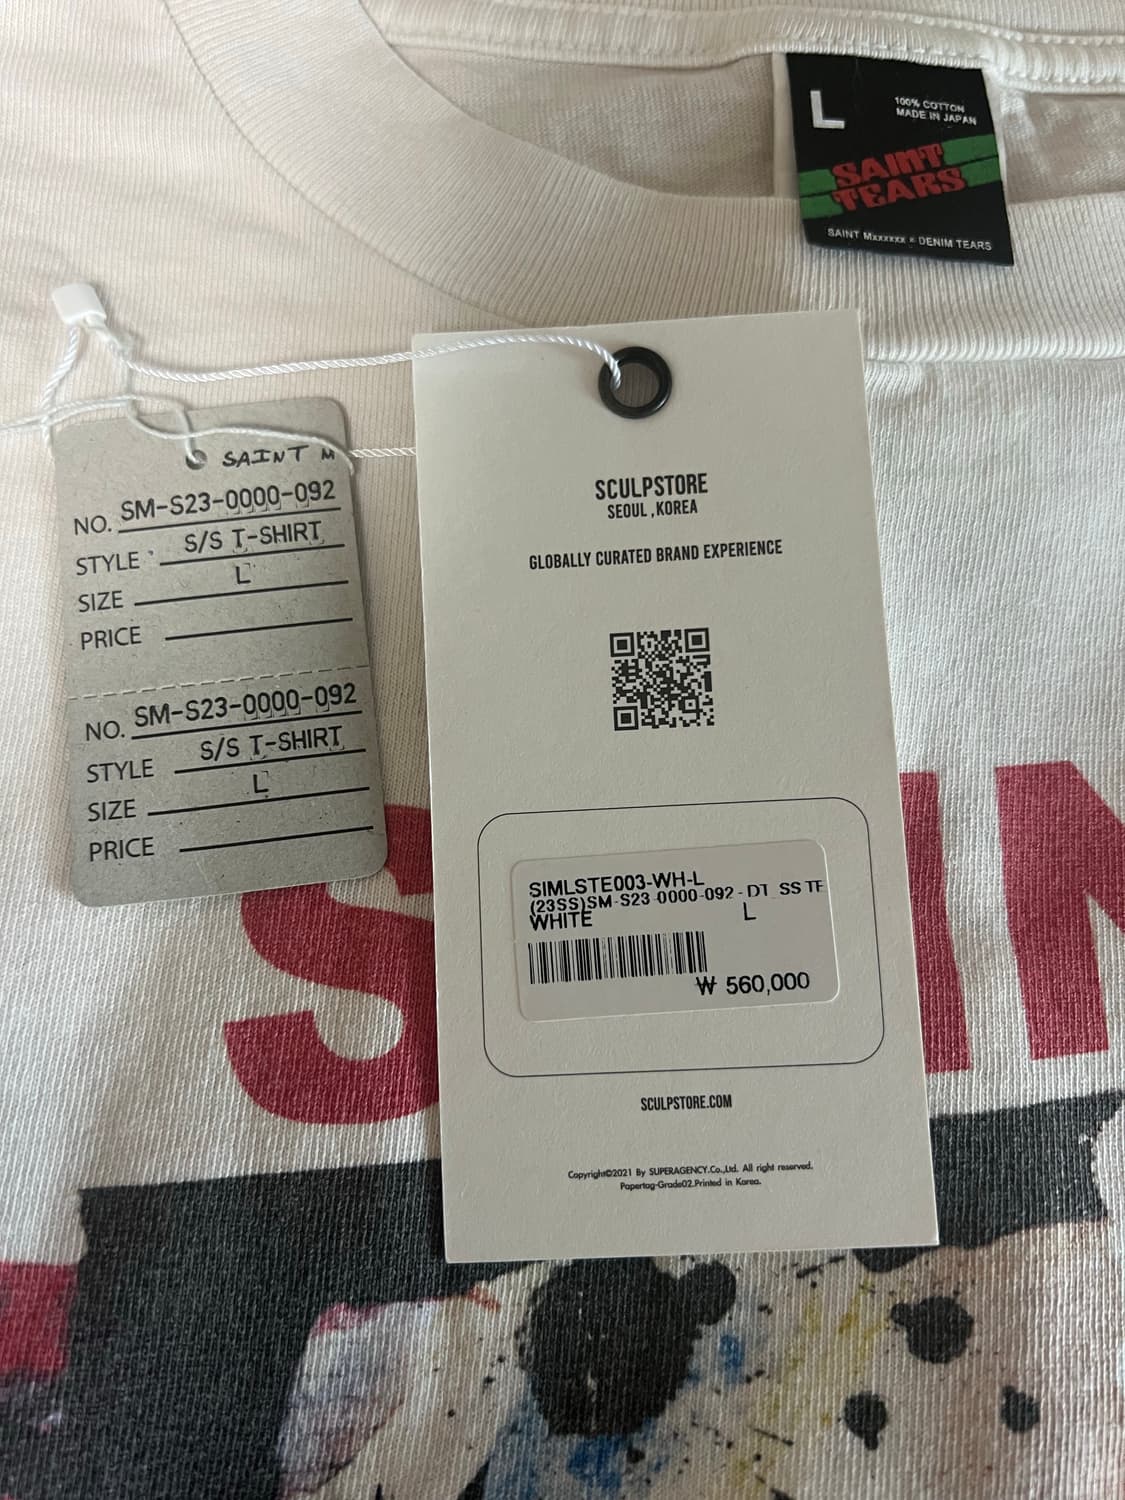 L
100% COTTON
MADE IN JAPAN
SAINT
TEARS
SAINT Mxxxxxx × DENIM TEARS
SAINT M
NO. SM-S23-0000-092
STYLE S/S T-SHIRT
SIZE L
PRICE
NO. SM-S23-0000-092
STYLE S/S T-SHIRT
SIZE L
PRICE
SCULPSTORE
SEOUL ,KOREA
GLOBALLY CURATED BRAND EXPERIENCE
SIMLSTE003-WH-L
(23SS)SM-S23-0000-092 - DT_SS TE
WHITE L
₩ 560,000
SCULPSTORE.COM
Copyright©2021 By SUPERAGENCY.Co.,Ltd. All right reserved.
Papertag-Grade02.Printed in Korea.
S IN